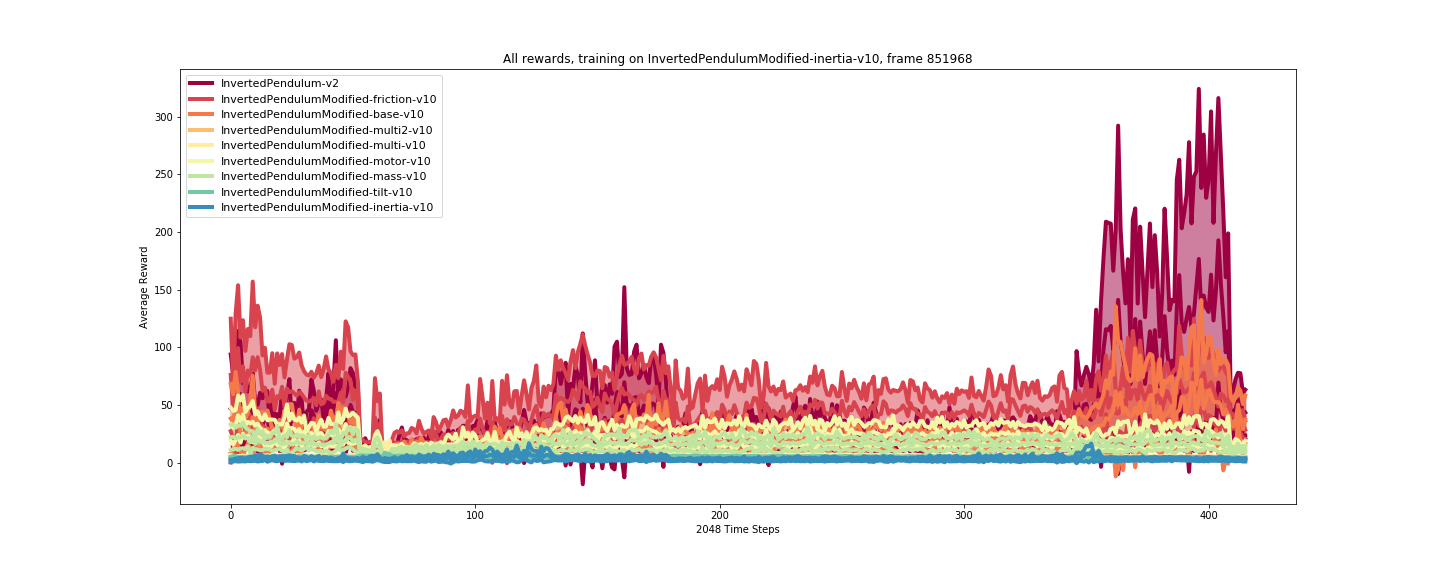 All rewards, training on InvertedPendulumModified-inertia-v10, frame 851968
InvertedPendulum-v2
InvertedPendulumModified-friction-v10
InvertedPendulumModified-base-v10
InvertedPendulumModified-multi2-v10
InvertedPendulumModified-multi-v10
InvertedPendulumModified-motor-v10
InvertedPendulumModified-mass-v10
InvertedPendulumModified-tilt-v10
InvertedPendulumModified-inertia-v10
Average Reward
300
250
200
150
100
50
0
0 100 200 300 400
2048 Time Steps